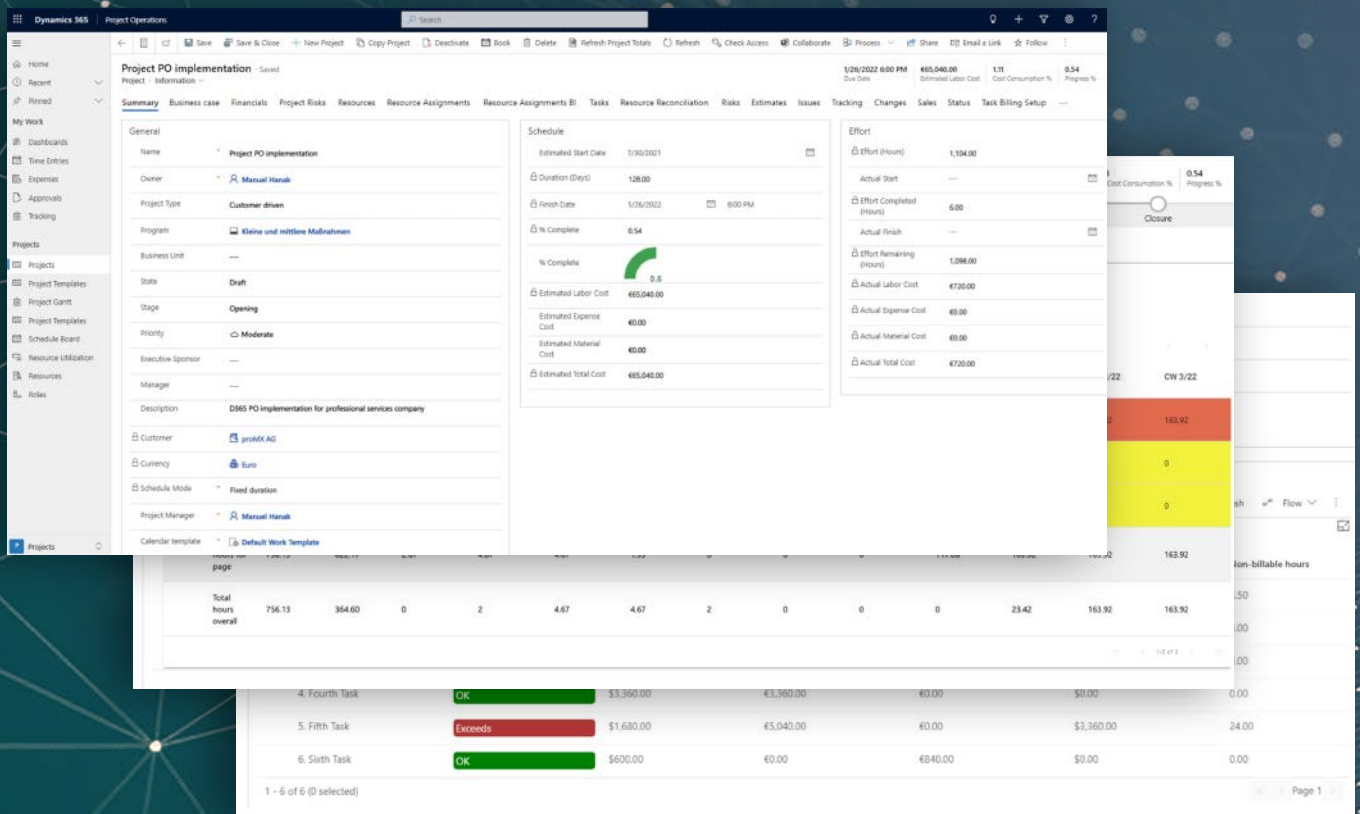 Dynamics 365 Project Operations Search ?
Save Save & Close New Project Copy Project Deactivate Book Delete Refresh Project Totals Refresh Check Access Collaborate Process Share Email a Link Follow
Home
Recent
Pinned
My Work
Dashboards
Time Entries
Expenses
Approvals
Tracking
Projects
Projects
Project Templates
Project Gantt
Project Templates
Schedule Board
Resource Utilization
Resources
Roles
P Projects
Project PO implementation - Saved
Project · Information
1/26/2022 6:00 PM €65,040.00 1.11 0.54
Due Date Estimated Labor Cost Cost Consumption % Progress %
Summary Business case Financials Project Risks Resources Resource Assignments Resource Assignments BI Tasks Resource Reconciliation Risks Estimates Issues Tracking Changes Sales Status Task Billing Setup ...
General
Name * Project PO implementation
Owner * Manuel Hanak
Project Type Customer driven
Program Kleine und mittlere Maßnahmen
Business Unit ---
State Draft
Stage Opening
Priority Moderate
Executive Sponsor ---
Manager ---
Description D365 PO implementation for professional services company
Customer proMX AG
Currency Euro
Schedule Mode * Fixed duration
Project Manager * Manuel Hanak
Calendar template * Default Work Template
Schedule
Estimated Start Date 7/30/2021
Duration (Days) 128.00
Finish Date 1/26/2022 6:00 PM
% Complete 0.54
% Complete
0.5
Estimated Labor Cost €65,040.00
Estimated Expense Cost €0.00
Estimated Material Cost €0.00
Estimated Total Cost €65,040.00
Effort
Effort (Hours) 1,104.00
Actual Start ---
Effort Completed (Hours) 6.00
Actual Finish ---
Effort Remaining (Hours) 1,098.00
Actual Labor Cost €720.00
Actual Expense Cost €0.00
Actual Material Cost €0.00
Actual Total Cost €720.00
0.54
Cost Consumption % Progress %
Closure
/22 CW 3/22
163.92
0
0
page 163.92
Total hours overall 756.13 364.60 0 2 4.67 4.67 2 0 0 0 23.42 163.92 163.92
Flow
Non-billable hours
.50
.00
.00
4. Fourth Task OK $3,360.00 €3,360.00 €0.00 $0.00 0.00
5. Fifth Task Exceeds $1,680.00 €5,040.00 €0.00 $3,360.00 24.00
6. Sixth Task OK $600.00 €0.00 €840.00 $0.00 0.00
1 - 6 of 6 (0 selected) Page 1